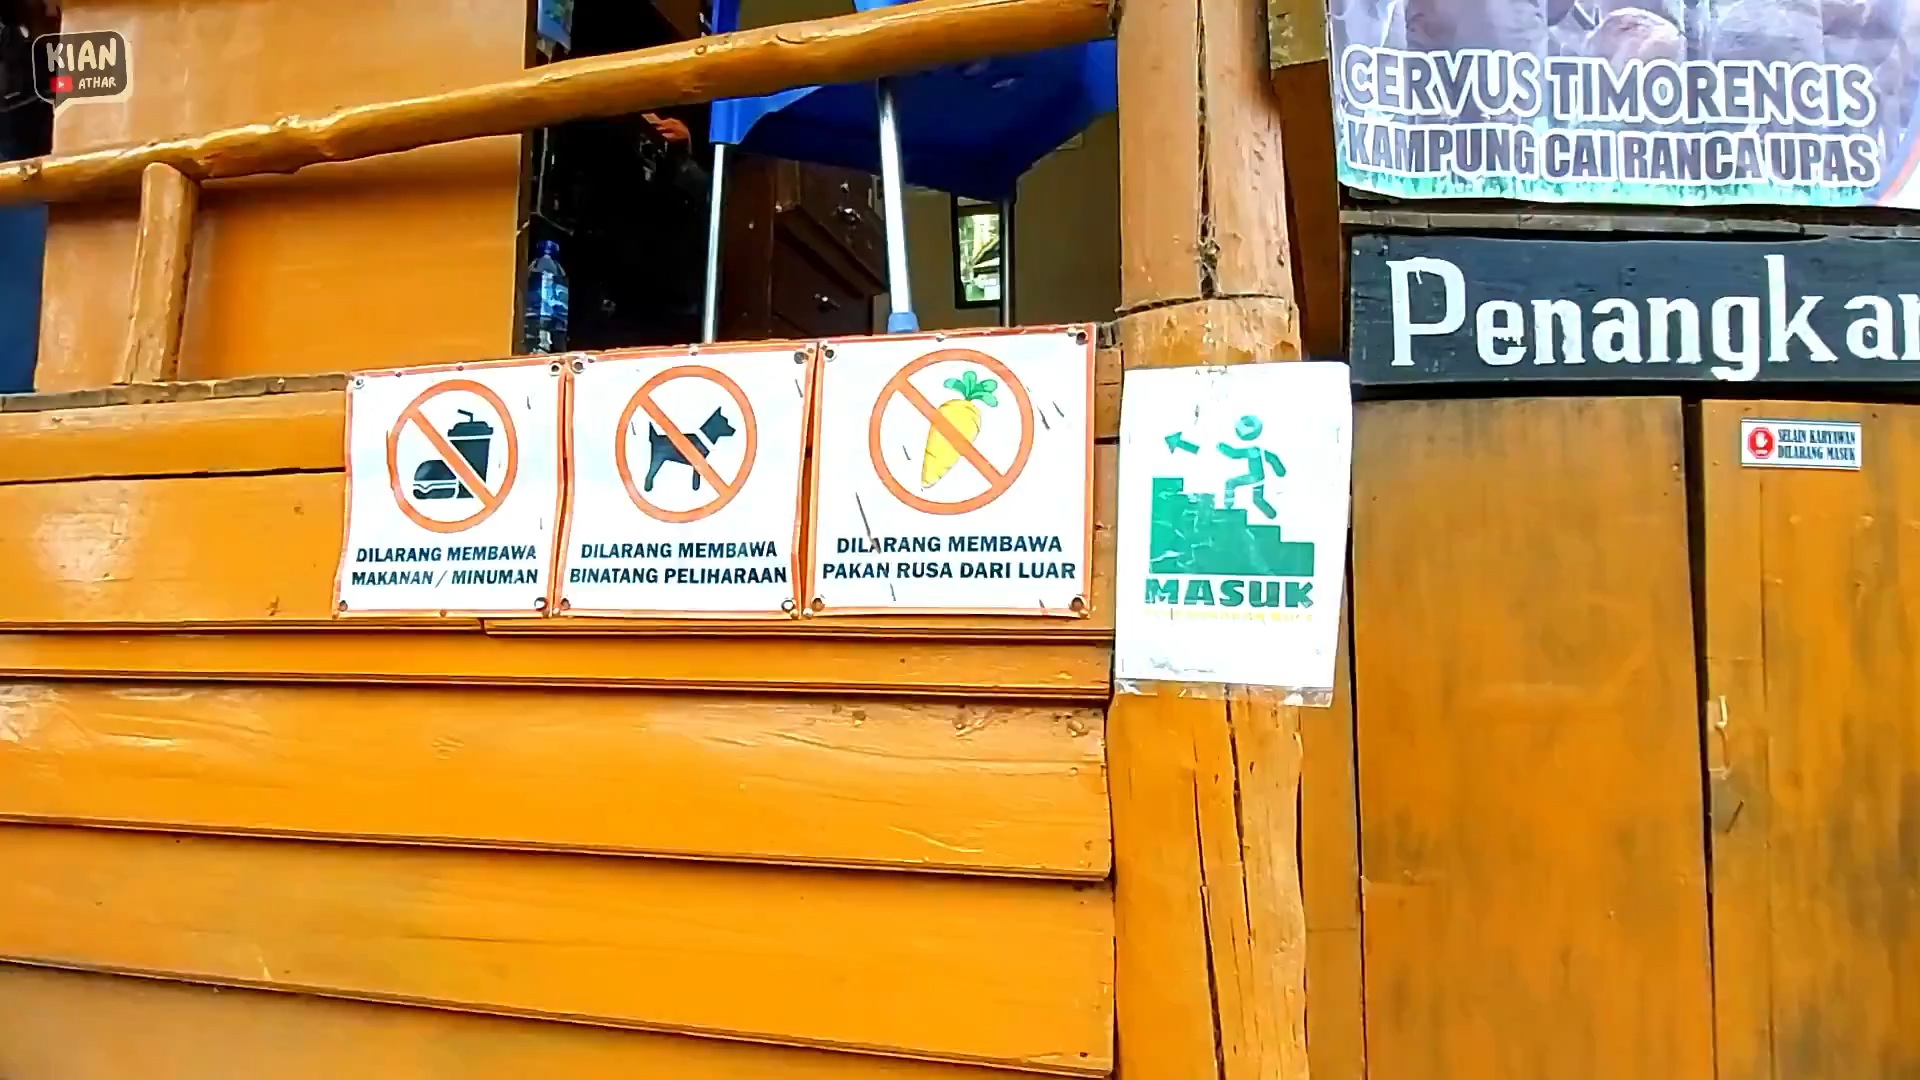 KIAN
ATHAR
CERVUS TIMORENCIS
KAMPUNG CAI RANCA UPAS
Penangkar
SELAIN KARYAWAN
DILARANG MASUK
DILARANG MEMBAWA
MAKANAN / MINUMAN
DILARANG MEMBAWA
BINATANG PELIHARAAN
DILARANG MEMBAWA
PAKAN RUSA DARI LUAR
MASUK